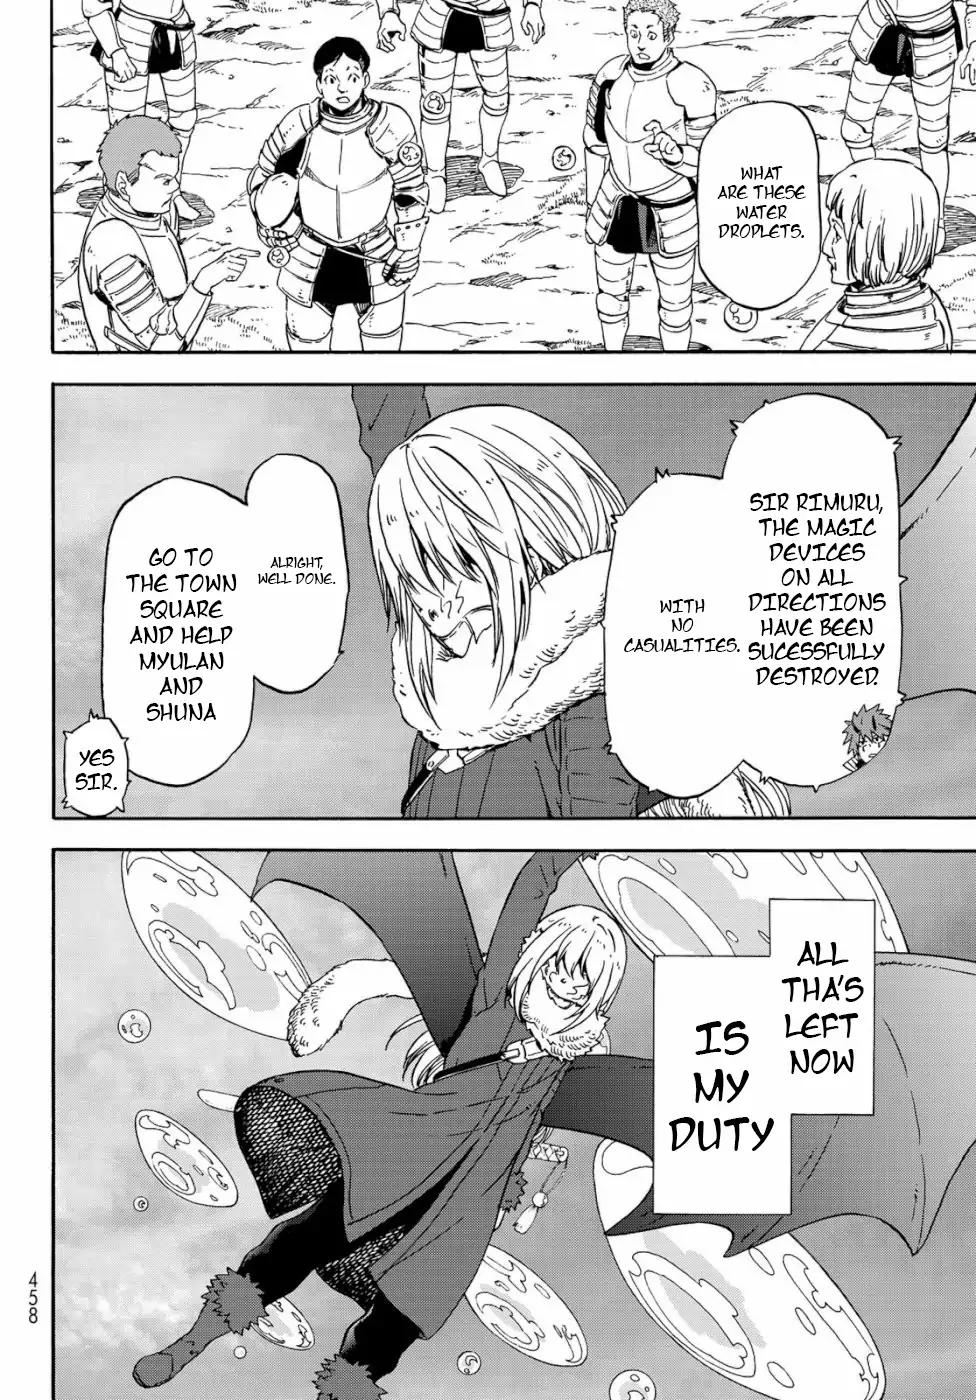 WHAT
ARE THESE
WATER
DROPLETS.
SIR RIMURU,
THE MAGIC
DEVICES
ON ALL
DIRECTIONS
HAVE BEEN
SUCESSFULLY
DESTROYED.
WITH
NO
CASUALITIES.
ALRIGHT,
WELL DONE.
GO TO
THE TOWN
SQUARE
AND HELP
MYULAN
AND
SHUNA
YES
SIR.
ALL
THA'S
LEFT
NOW
IS
MY
DUTY
458